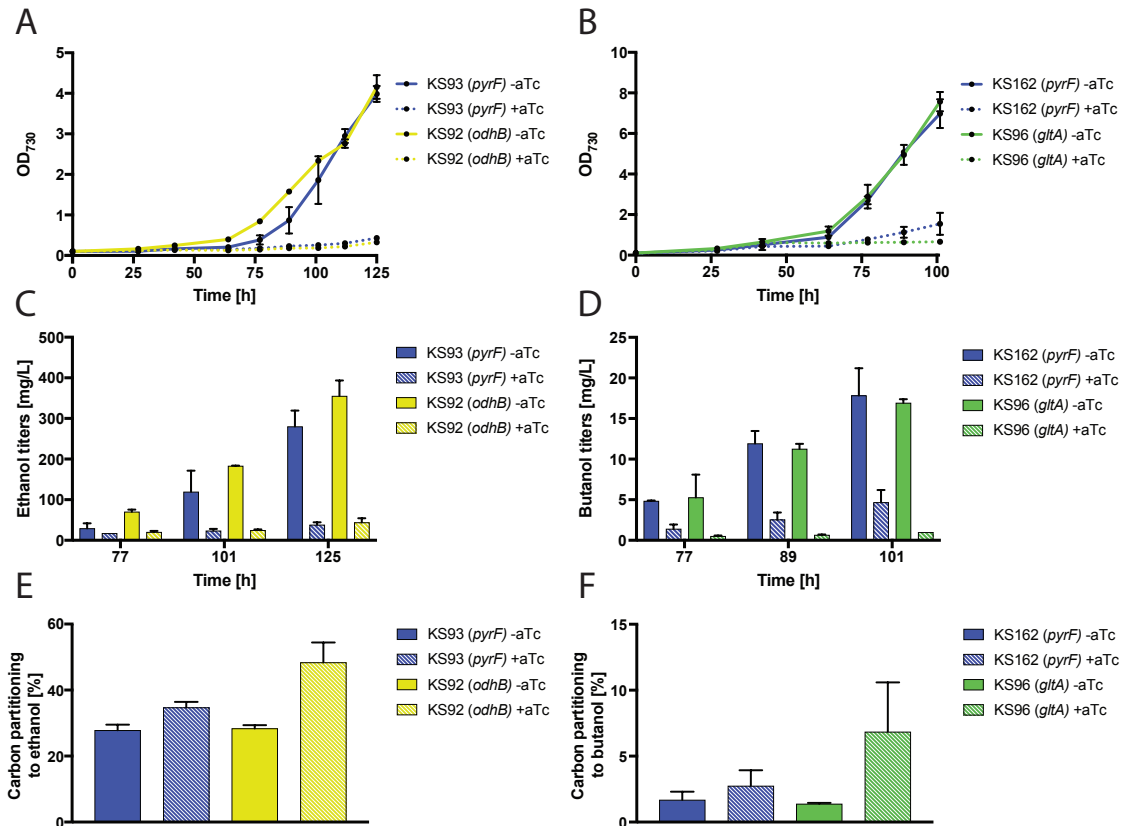 A
OD730
5
4
3
2
1
0
0 25 50 75 100 125
Time [h]
KS93 (pyrF) -aTc
KS93 (pyrF) +aTc
KS92 (odhB) -aTc
KS92 (odhB) +aTc
B
OD730
10
8
6
4
2
0
0 25 50 75 100
Time [h]
KS162 (pyrF) -aTc
KS162 (pyrF) +aTc
KS96 (gltA) -aTc
KS96 (gltA) +aTc
C
Ethanol titers [mg/L]
500
400
300
200
100
0
77 101 125
Time [h]
KS93 (pyrF) -aTc
KS93 (pyrF) +aTc
KS92 (odhB) -aTc
KS92 (odhB) +aTc
D
Butanol titers [mg/L]
25
20
15
10
5
0
77 89 101
Time [h]
KS162 (pyrF) -aTc
KS162 (pyrF) +aTc
KS96 (gltA) -aTc
KS96 (gltA) +aTc
E
Carbon partitioning
to ethanol [%]
60
40
20
0
KS93 (pyrF) -aTc
KS93 (pyrF) +aTc
KS92 (odhB) -aTc
KS92 (odhB) +aTc
F
Carbon partitioning
to butanol [%]
15
10
5
0
KS162 (pyrF) -aTc
KS162 (pyrF) +aTc
KS96 (gltA) -aTc
KS96 (gltA) +aTc